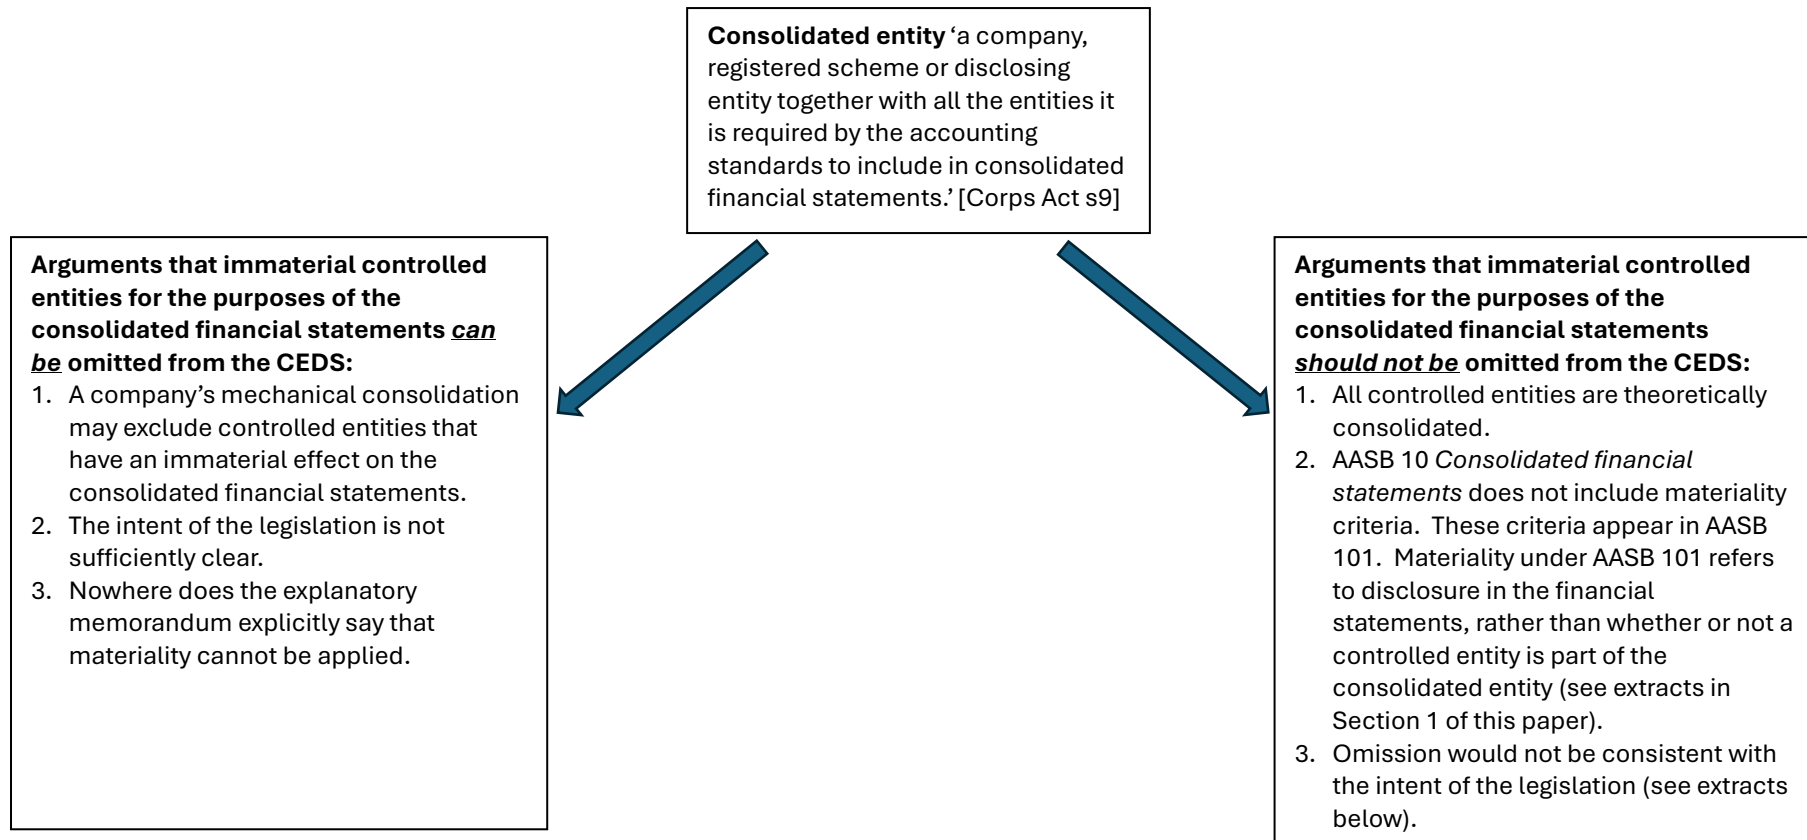 Consolidated entity ‘a company,
registered scheme or disclosing
entity together with all the entities it
is required by the accounting
standards to include in consolidated
financial statements.’ [Corps Act s9]
Arguments that immaterial controlled
entities for the purposes of the
consolidated financial statements can
be omitted from the CEDS:
1. A company’s mechanical consolidation
may exclude controlled entities that
have an immaterial effect on the
consolidated financial statements.
2. The intent of the legislation is not
sufficiently clear.
3. Nowhere does the explanatory
memorandum explicitly say that
materiality cannot be applied.
Arguments that immaterial controlled
entities for the purposes of the
consolidated financial statements
should not be omitted from the CEDS:
1. All controlled entities are theoretically
consolidated.
2. AASB 10 Consolidated financial
statements does not include materiality
criteria. These criteria appear in AASB
101. Materiality under AASB 101 refers
to disclosure in the financial
statements, rather than whether or not a
controlled entity is part of the
consolidated entity (see extracts in
Section 1 of this paper).
3. Omission would not be consistent with
the intent of the legislation (see extracts
below).